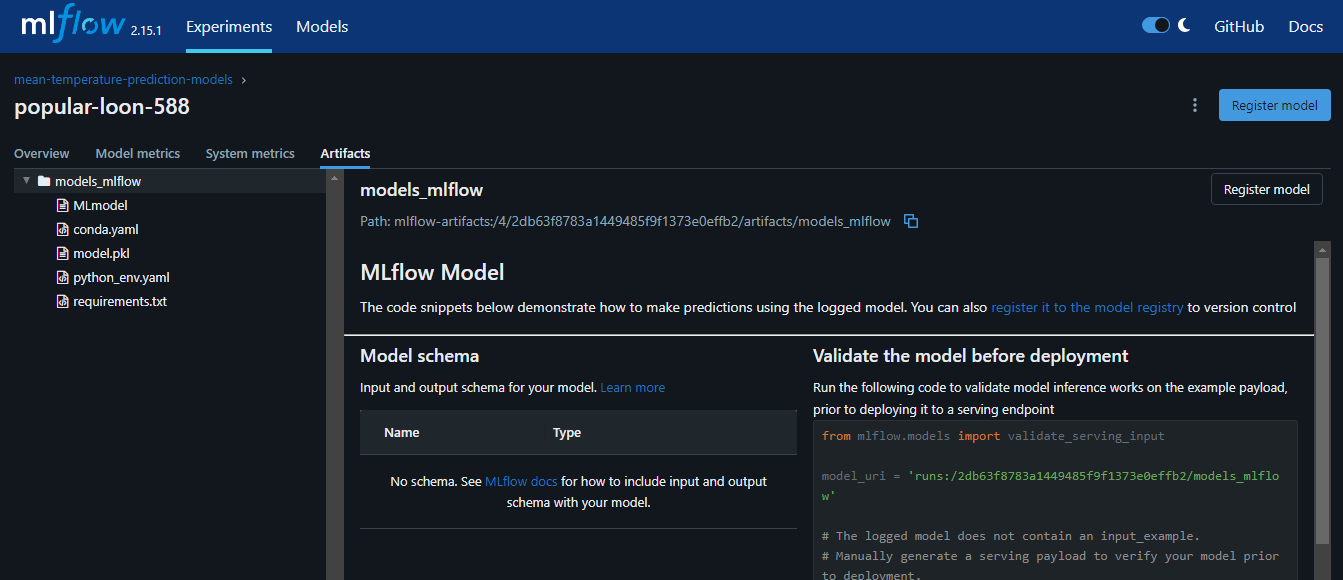 mlflow 2.15.1 Experiments Models GitHub Docs
mean-temperature-prediction-models ›
popular-loon-588
Register model
Overview Model metrics System metrics Artifacts
models_mlflow
MLmodel
conda.yaml
model.pkl
python_env.yaml
requirements.txt
models_mlflow
Register model
Path: mlflow-artifacts:/4/2db63f8783a1449485f9f1373e0effb2/artifacts/models_mlflow
MLflow Model
The code snippets below demonstrate how to make predictions using the logged model. You can also register it to the model registry to version control
Model schema
Input and output schema for your model. Learn more
Name Type
No schema. See MLflow docs for how to include input and output
schema with your model.
Validate the model before deployment
Run the following code to validate model inference works on the example payload,
prior to deploying it to a serving endpoint
from mlflow.models import validate_serving_input
model_uri = 'runs:/2db63f8783a1449485f9f1373e0effb2/models_mlflo
w'
# The logged model does not contain an input_example.
# Manually generate a serving payload to verify your model prior
to deployment.